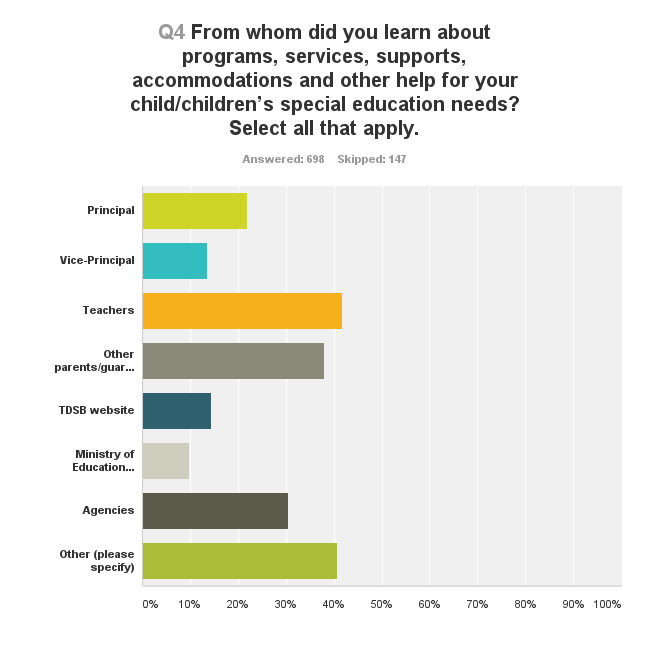 Q4 From whom did you learn about
programs, services, supports,
accommodations and other help for your
child/children’s special education needs?
Select all that apply.
Answered: 698 Skipped: 147
Principal
Vice-Principal
Teachers
Other
parents/guar...
TDSB website
Ministry of
Education...
Agencies
Other (please
specify)
0% 10% 20% 30% 40% 50% 60% 70% 80% 90% 100%